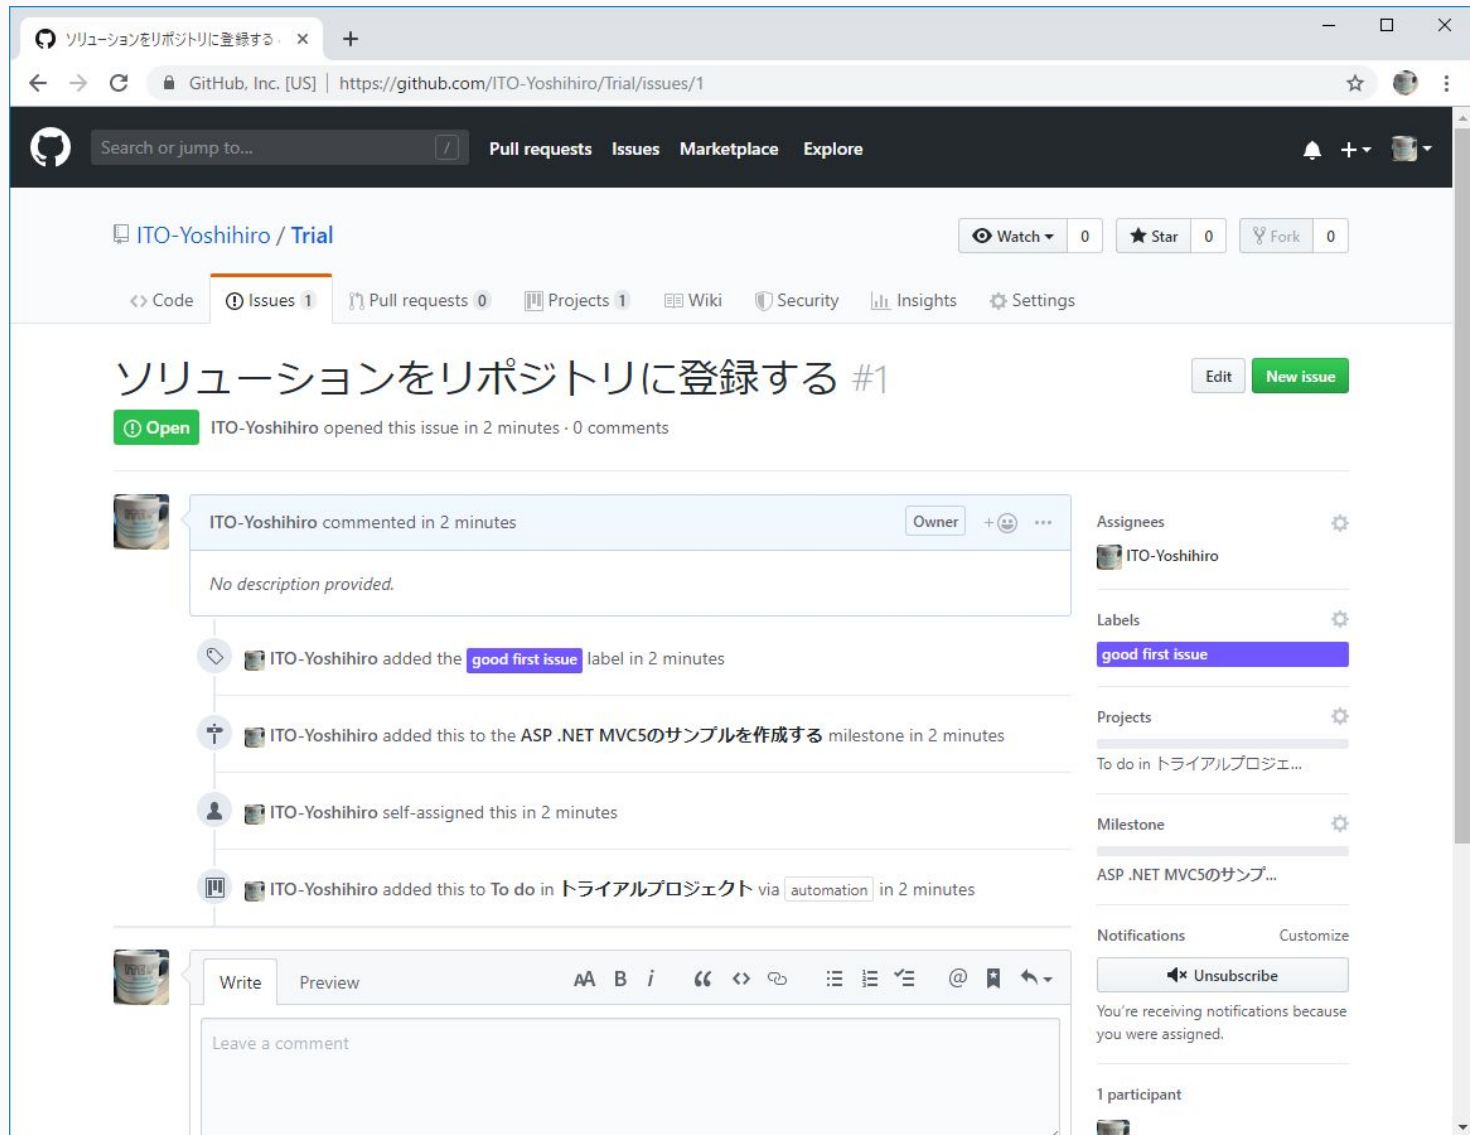 ソリューションをリポジトリに登録する
GitHub, Inc. [US] | https://github.com/ITO-Yoshihiro/Trial/issues/1
Search or jump to... / Pull requests Issues Marketplace Explore
ITO-Yoshihiro / Trial Watch 0 Star 0 Fork 0
Code Issues 1 Pull requests 0 Projects 1 Wiki Security Insights Settings
ソリューションをリポジトリに登録する #1 Edit New issue
Open ITO-Yoshihiro opened this issue in 2 minutes · 0 comments
ITO-Yoshihiro commented in 2 minutes Owner
No description provided.
ITO-Yoshihiro added the good first issue label in 2 minutes
ITO-Yoshihiro added this to the ASP .NET MVC5のサンプルを作成する milestone in 2 minutes
ITO-Yoshihiro self-assigned this in 2 minutes
ITO-Yoshihiro added this to To do in トライアルプロジェクト via automation in 2 minutes
Write Preview AA B i “ <> @
Leave a comment
Assignees
ITO-Yoshihiro
Labels
good first issue
Projects
To do in トライアルプロジェ...
Milestone
ASP .NET MVC5のサンプ...
Notifications Customize
Unsubscribe
You're receiving notifications because
you were assigned.
1 participant